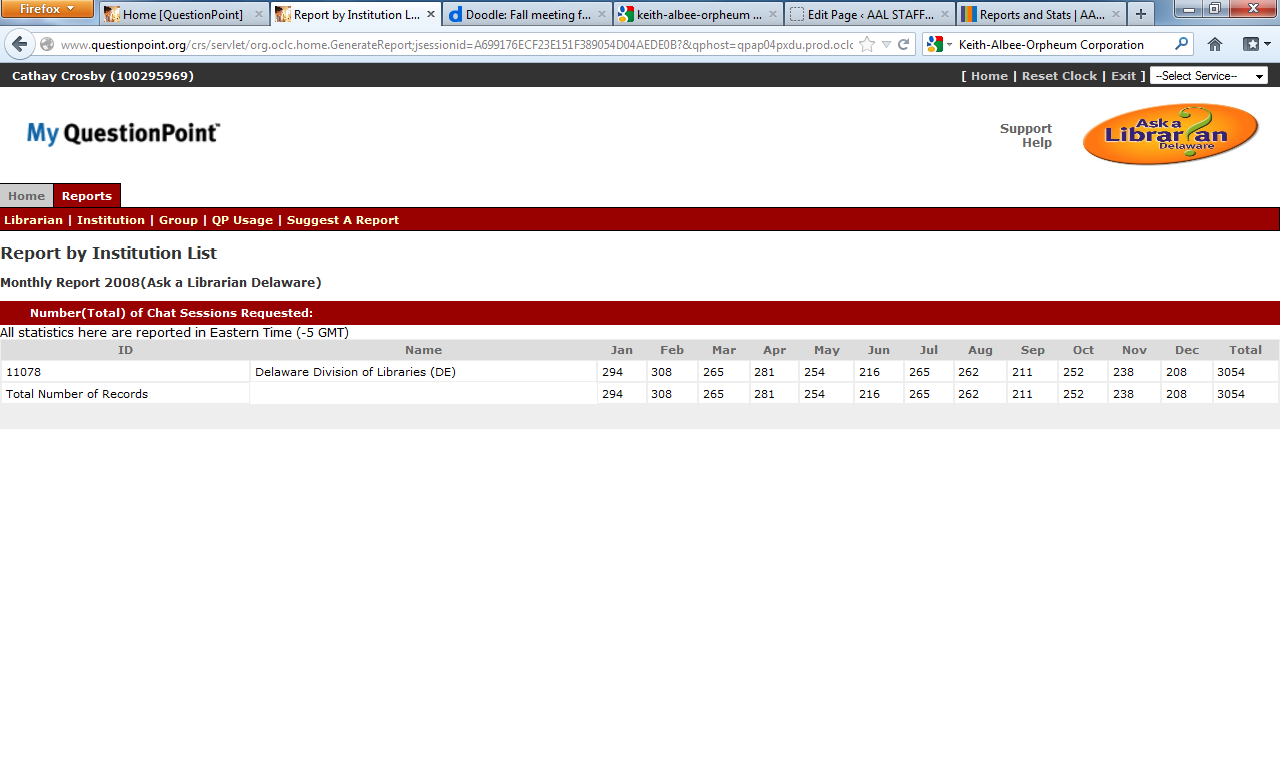 Firefox
Home [QuestionPoint]
Report by Institution L...
Doodle: Fall meeting f...
keith-albee-orpheum ...
Edit Page ‹ AAL STAFF...
Reports and Stats | AA...
www.questionpoint.org/crs/servlet/org.oclc.home.GenerateReport;jsessionid=A699176ECF23E151F389054D04AEDE0B?&qphost=qpap04pxdu.prod.oclc
Keith-Albee-Orpheum Corporation
Cathay Crosby (100295969)
[ Home | Reset Clock | Exit ] --Select Service--
My QuestionPoint™
Support
Help
Ask a
Librarian
Delaware
Home Reports
Librarian | Institution | Group | QP Usage | Suggest A Report
Report by Institution List
Monthly Report 2008(Ask a Librarian Delaware)
Number(Total) of Chat Sessions Requested:
All statistics here are reported in Eastern Time (-5 GMT)
ID Name Jan Feb Mar Apr May Jun Jul Aug Sep Oct Nov Dec Total
11078 Delaware Division of Libraries (DE) 294 308 265 281 254 216 265 262 211 252 238 208 3054
Total Number of Records 294 308 265 281 254 216 265 262 211 252 238 208 3054